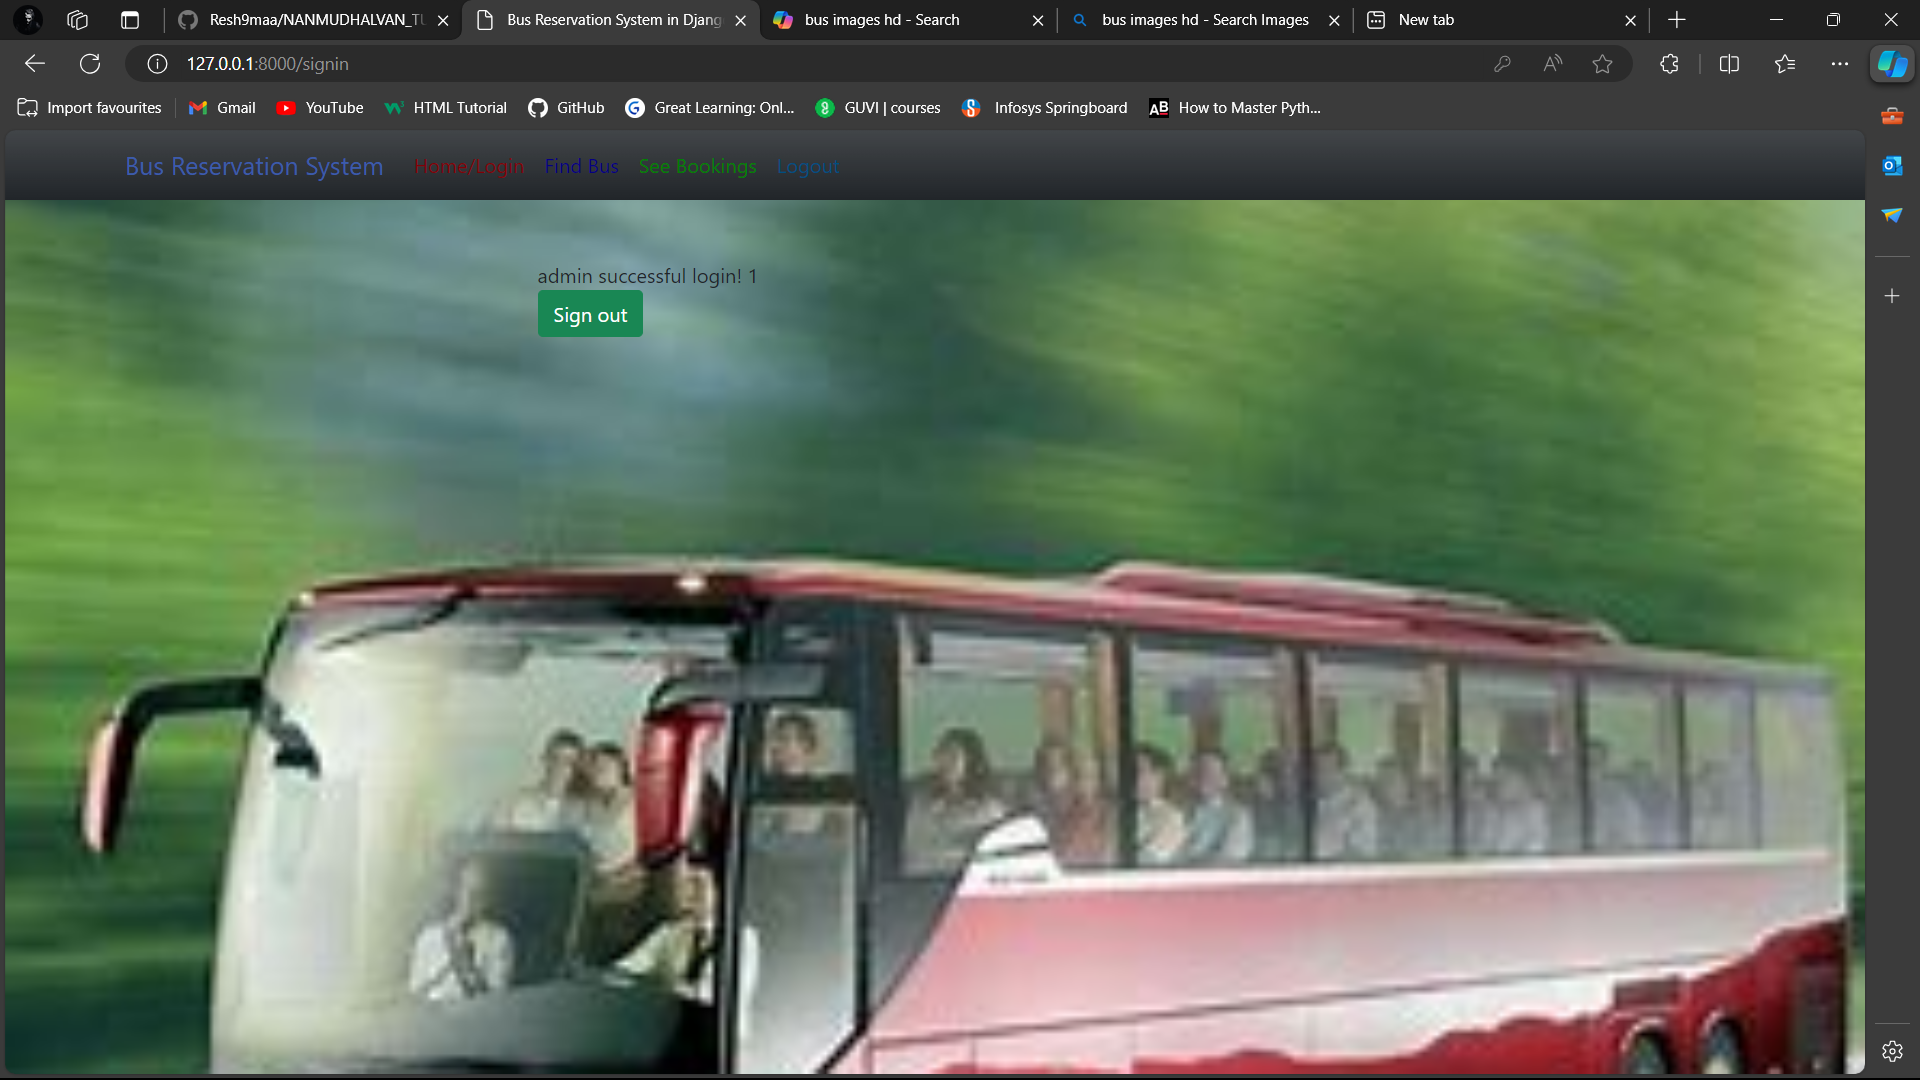 Resh9maa/NANMUDHALVAN_TU
Bus Reservation System in Djang
bus images hd - Search
bus images hd - Search Images
New tab
127.0.0.1:8000/signin
Import favourites
Gmail
YouTube
HTML Tutorial
GitHub
Great Learning: Onl...
GUVI | courses
Infosys Springboard
AB
How to Master Pyth...
Bus Reservation System
Home/Login
Find Bus
See Bookings
Logout
admin successful login! 1
Sign out